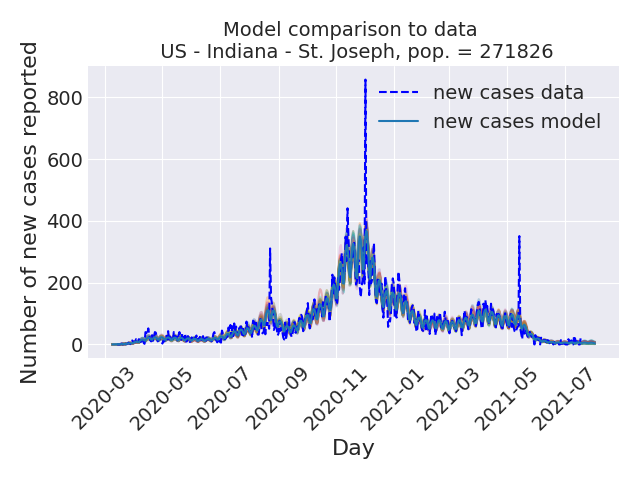 Model comparison to data
US - Indiana - St. Joseph, pop. = 271826
Number of new cases reported
800
600
400
200
0
new cases data
new cases model
2020-03
2020-05
2020-07
2020-09
2020-11
2021-01
2021-03
2021-05
2021-07
Day